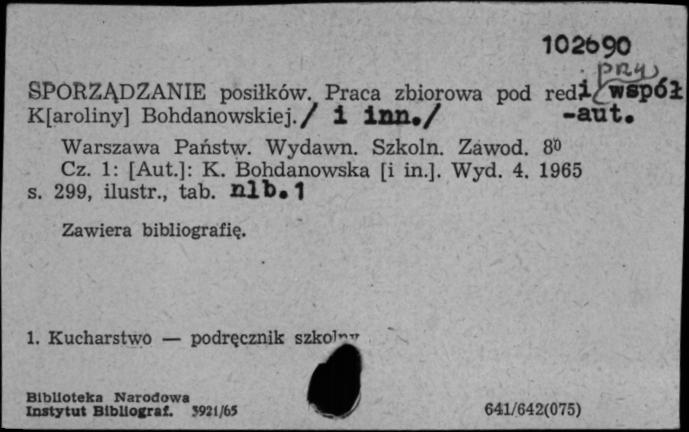 102690
przy
SPORZĄDZANIE posiłków. Praca zbiorowa pod red. i współ
K[aroliny] Bohdanowskiej./ i inn./ -aut.
Warszawa Państw. Wydawn. Szkoln. Zawod. 8⁰
Cz. 1: [Aut.]: K. Bohdanowska [i in.]. Wyd. 4. 1965
s. 299, ilustr., tab. nlb.1
Zawiera bibliografię.
1. Kucharstwo — podręcznik szkolny
Biblioteka Narodowa
Instytut Bibliograf. 3921/65 641/642(075)